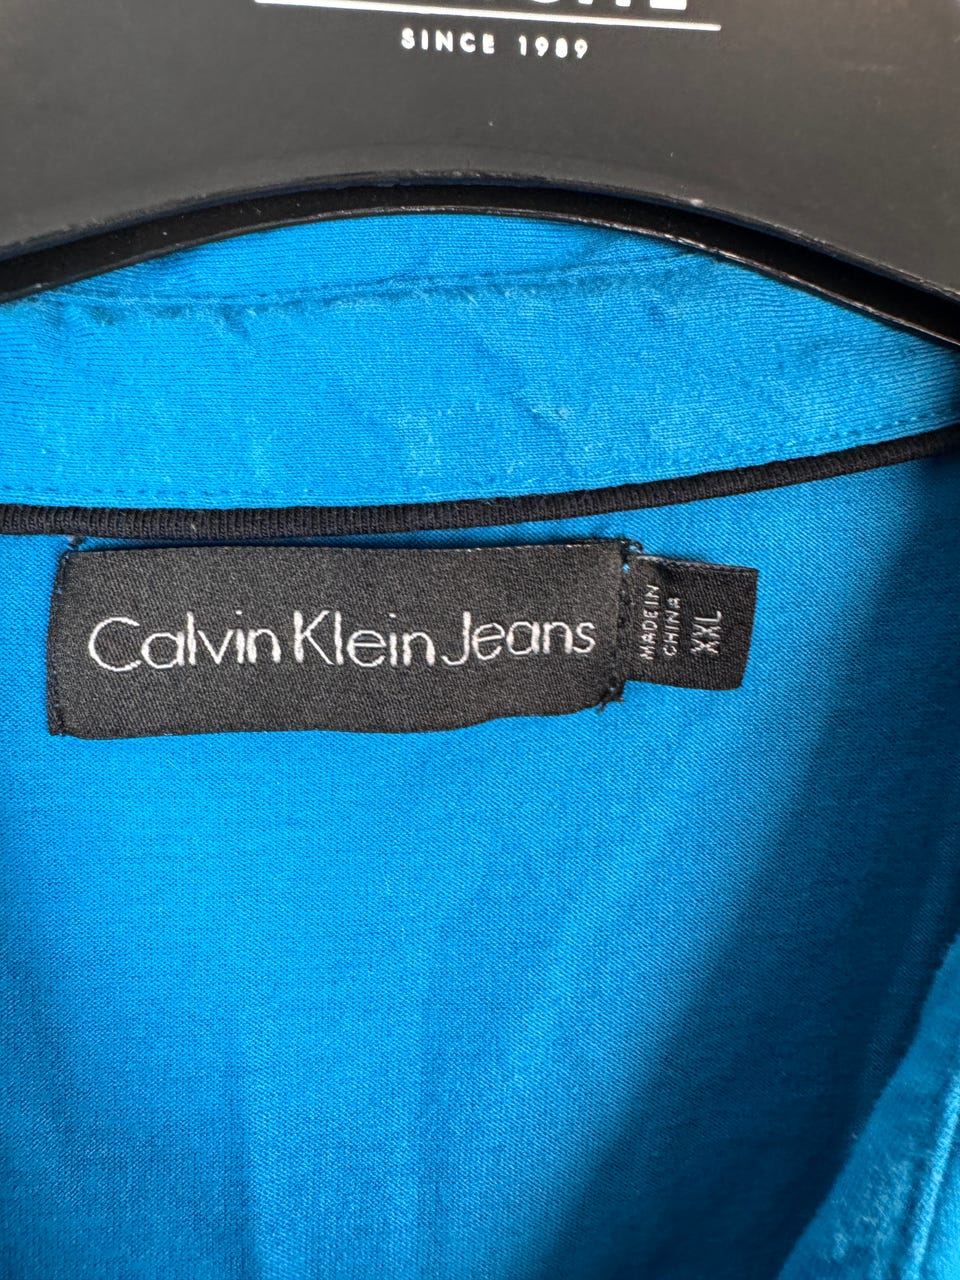 SINCE 1989
Calvin Klein Jeans
MADE IN
CHINA
XXL